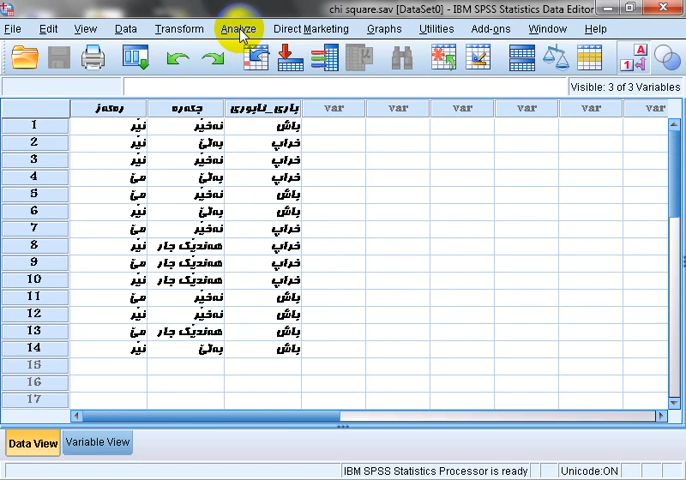 chi square.sav [DataSet0] - IBM SPSS Statistics Data Editor
File Edit View Data Transform Analyze Direct Marketing Graphs Utilities Add-ons Window Help
Visible: 3 of 3 Variables
ڕەگەز جگەرە باری_ئابوری var var var var var
1 نێر نەخێر باش
2 نێر بەڵێ خراپ
3 نێر نەخێر خراپ
4 مێ بەڵێ خراپ
5 مێ نەخێر باش
6 نێر بەڵێ باش
7 مێ نەخێر خراپ
8 نێر هەندێک جار خراپ
9 مێ هەندێک جار خراپ
10 نێر هەندێک جار خراپ
11 مێ نەخێر باش
12 نێر نەخێر باش
13 مێ هەندێک جار باش
14 نێر بەڵێ باش
15
16
17
Data View Variable View
IBM SPSS Statistics Processor is ready Unicode:ON